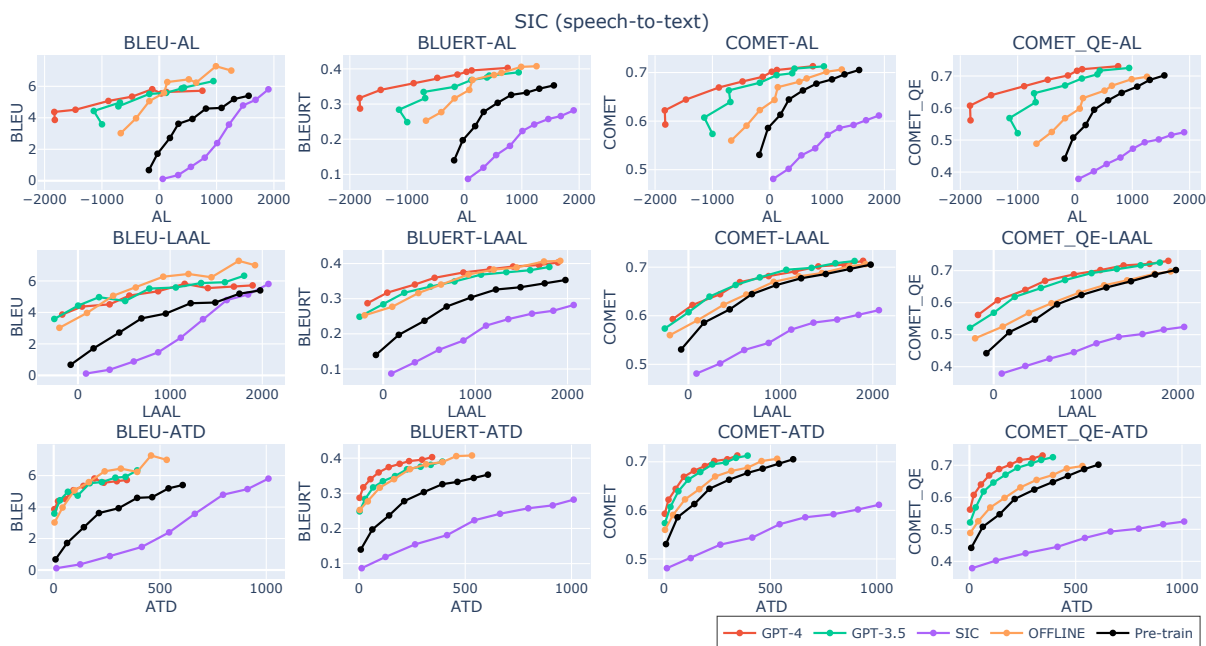 SIC (speech-to-text)
BLEU-AL
BLUERT-AL
COMET-AL
COMET_QE-AL
BLEU
0
2
4
6
−2000 −1000 0 1000 2000
AL
BLEURT
0.1
0.2
0.3
0.4
−2000 −1000 0 1000 2000
AL
COMET
0.5
0.6
0.7
−2000 −1000 0 1000 2000
AL
COMET_QE
0.4
0.5
0.6
0.7
−2000 −1000 0 1000 2000
AL
BLEU-LAAL
BLUERT-LAAL
COMET-LAAL
COMET_QE-LAAL
BLEU
0
2
4
6
0 1000 2000
LAAL
BLEURT
0.1
0.2
0.3
0.4
0 1000 2000
LAAL
COMET
0.5
0.6
0.7
0 1000 2000
LAAL
COMET_QE
0.4
0.5
0.6
0.7
0 1000 2000
LAAL
BLEU-ATD
BLUERT-ATD
COMET-ATD
COMET_QE-ATD
BLEU
0
2
4
6
0 500 1000
ATD
BLEURT
0.1
0.2
0.3
0.4
0 500 1000
ATD
COMET
0.5
0.6
0.7
0 500 1000
ATD
COMET_QE
0.4
0.5
0.6
0.7
0 500 1000
ATD
GPT-4 GPT-3.5 SIC OFFLINE Pre-train